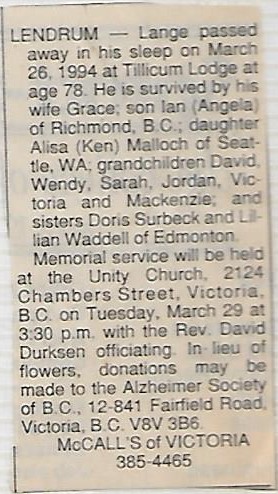 LENDRUM — Lange passed
away in his sleep on March
26, 1994 at Tillicum Lodge at
age 78. He is survived by his
wife Grace; son Ian (Angela)
of Richmond, B.C.; daughter
Alisa (Ken) Malloch of Seat-
tle, WA; grandchildren David,
Wendy, Sarah, Jordan, Vic-
toria and Mackenzie; and
sisters Doris Surbeck and Lil-
lian Waddell of Edmonton.
Memorial service will be held
at the Unity Church, 2124
Chambers Street, Victoria,
B.C. on Tuesday, March 29 at
3:30 p.m. with the Rev. David
Durksen officiating. In-lieu of
flowers, donations may be
made to the Alzheimer Society
of B.C., 12-841 Fairfield Road,
Victoria, B.C. V8V 3B6.
McCALL'S of VICTORIA
385-4465